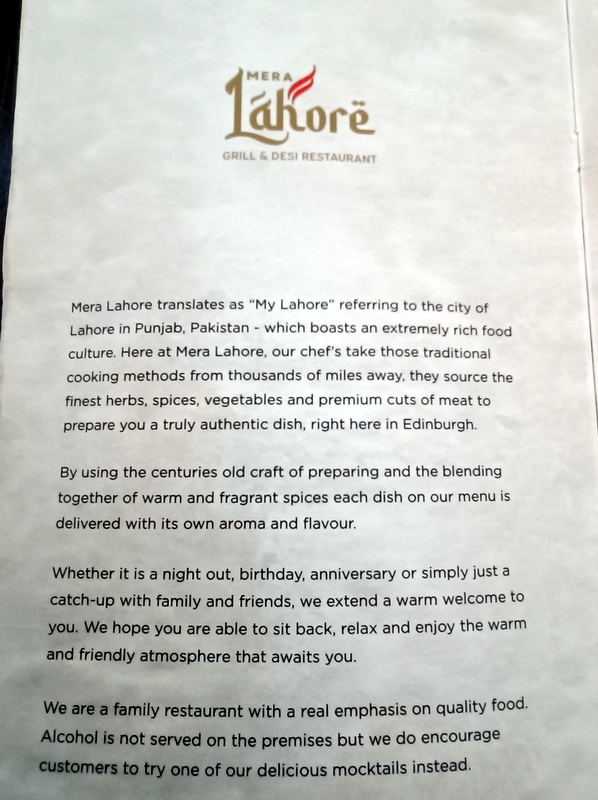 MERA
Láhorë
GRILL & DESI RESTAURANT
Mera Lahore translates as “My Lahore” referring to the city of
Lahore in Punjab, Pakistan - which boasts an extremely rich food
culture. Here at Mera Lahore, our chef's take those traditional
cooking methods from thousands of miles away, they source the
finest herbs, spices, vegetables and premium cuts of meat to
prepare you a truly authentic dish, right here in Edinburgh.
By using the centuries old craft of preparing and the blending
together of warm and fragrant spices each dish on our menu is
delivered with its own aroma and flavour.
Whether it is a night out, birthday, anniversary or simply just a
catch-up with family and friends, we extend a warm welcome to
you. We hope you are able to sit back, relax and enjoy the warm
and friendly atmosphere that awaits you.
We are a family restaurant with a real emphasis on quality food.
Alcohol is not served on the premises but we do encourage
customers to try one of our delicious mocktails instead.